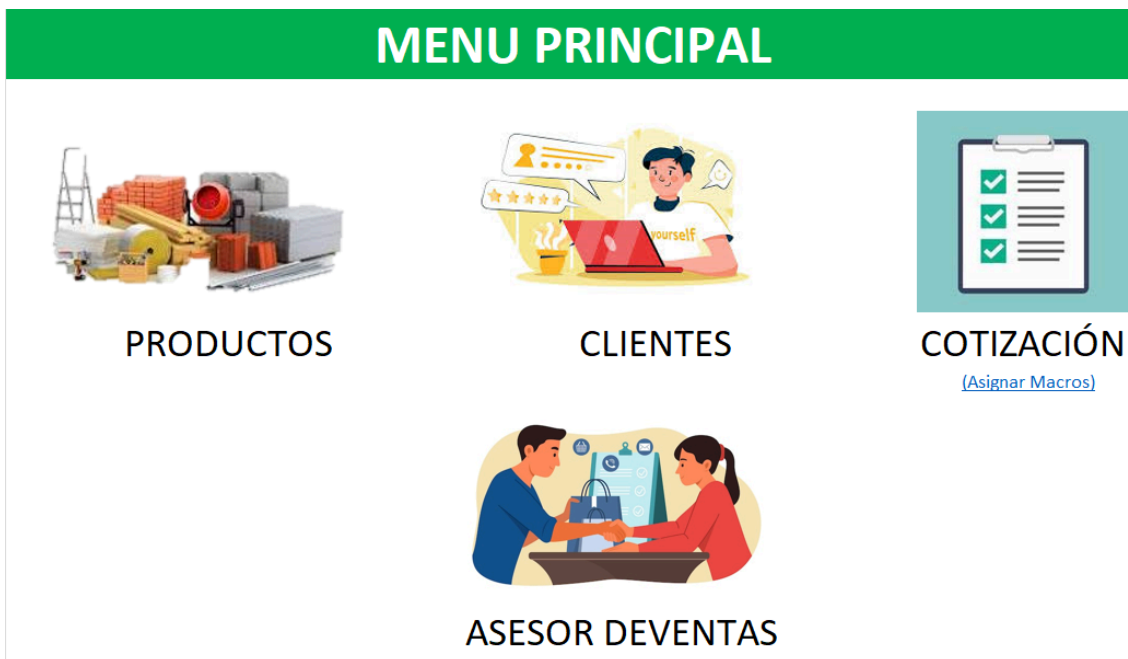 MENU PRINCIPAL
yourself
PRODUCTOS
CLIENTES
COTIZACIÓN
(Asignar Macros)
ASESOR DEVENTAS